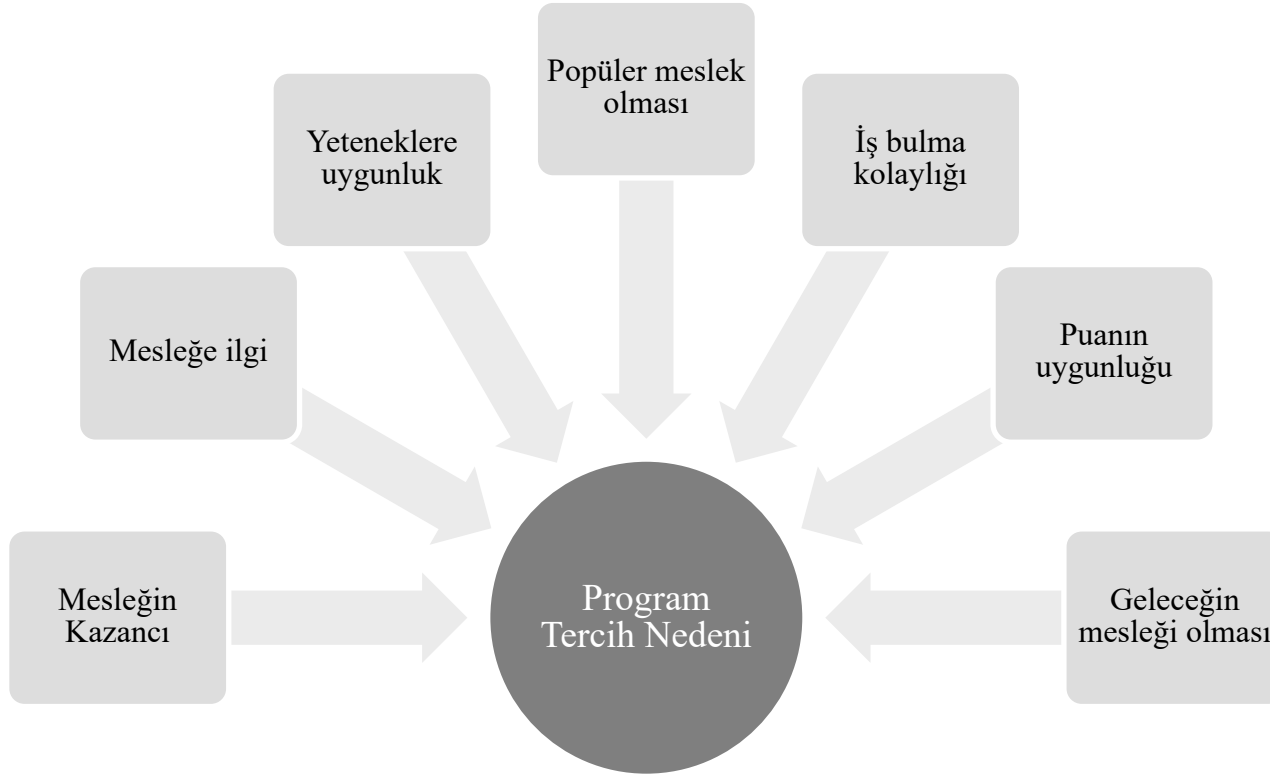 Popüler meslek
olması
Yeteneklere
uygunluk
İş bulma
kolaylığı
Mesleğe ilgi
Puanın
uygunluğu
Mesleğin
Kazancı
Program
Tercih Nedeni
Geleceğin
mesleği olması